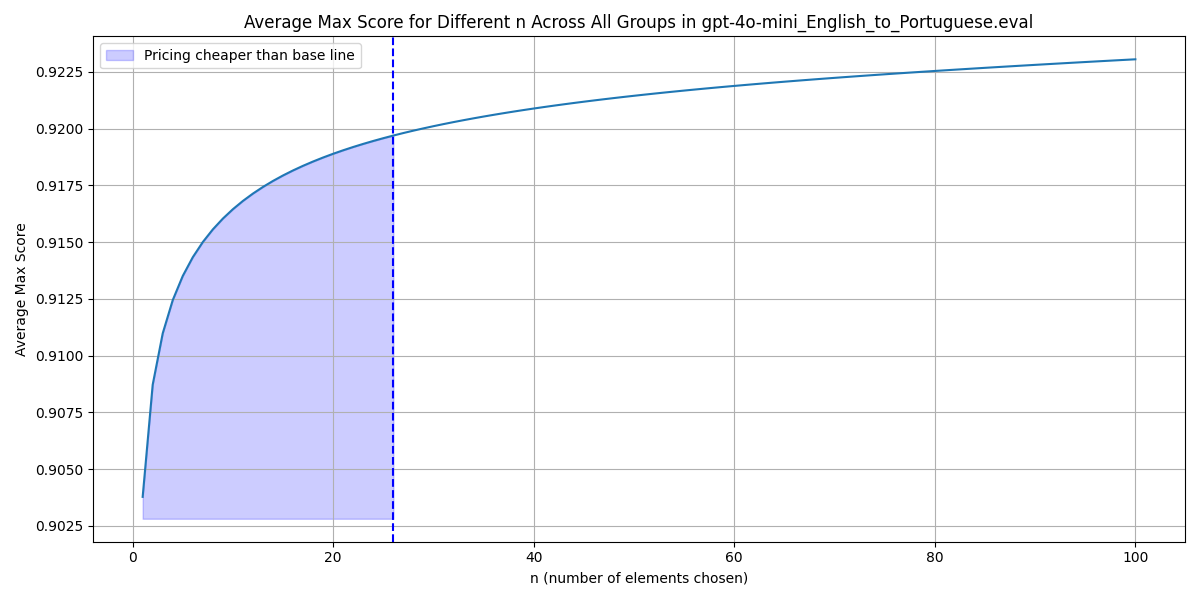 Average Max Score for Different n Across All Groups in gpt-4o-mini_English_to_Portuguese.eval
Pricing cheaper than base line
Average Max Score
0.9225
0.9200
0.9175
0.9150
0.9125
0.9100
0.9075
0.9050
0.9025
0 20 40 60 80 100
n (number of elements chosen)